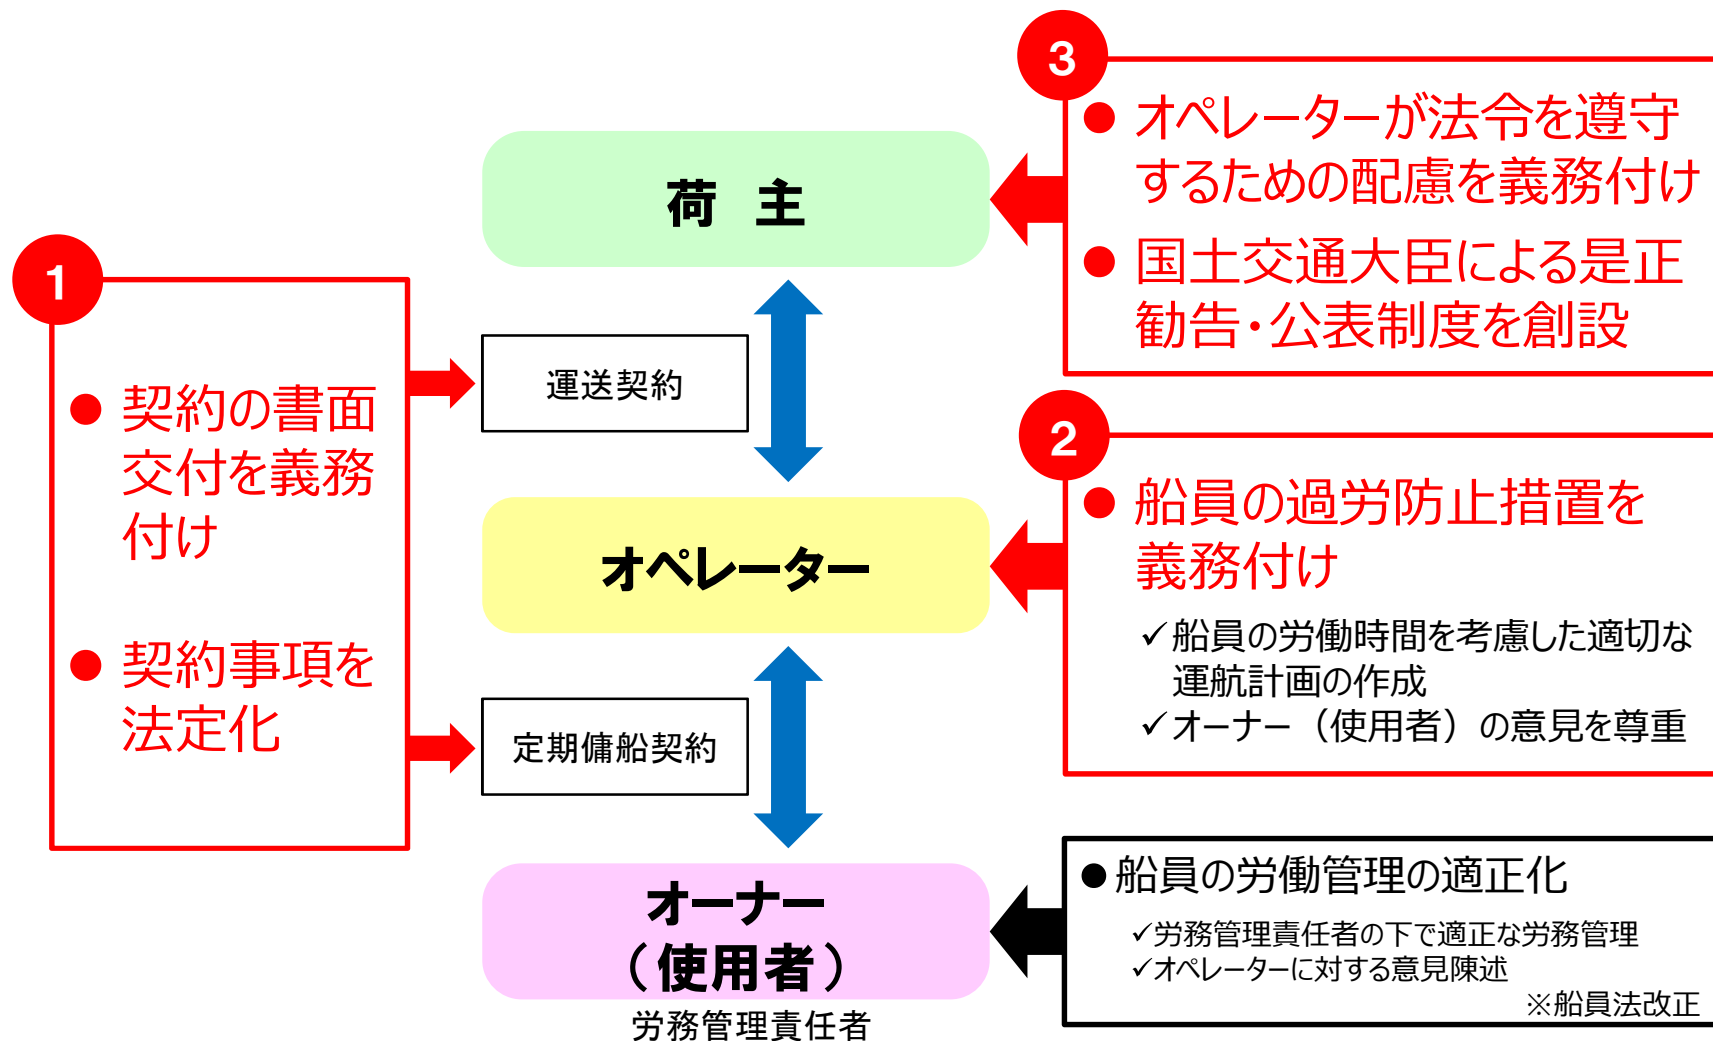 1
● 契約の書面
交付を義務
付け
● 契約事項を
法定化
荷　主
運送契約
オペレーター
定期傭船契約
オーナー
（使用者）
労務管理責任者
3
● オペレーターが法令を遵守
するための配慮を義務付け
● 国土交通大臣による是正
勧告・公表制度を創設
2
● 船員の過労防止措置を
義務付け
✓船員の労働時間を考慮した適切な
運航計画の作成
✓オーナー（使用者）の意見を尊重
●船員の労働管理の適正化
✓労務管理責任者の下で適正な労務管理
✓オペレーターに対する意見陳述
※船員法改正